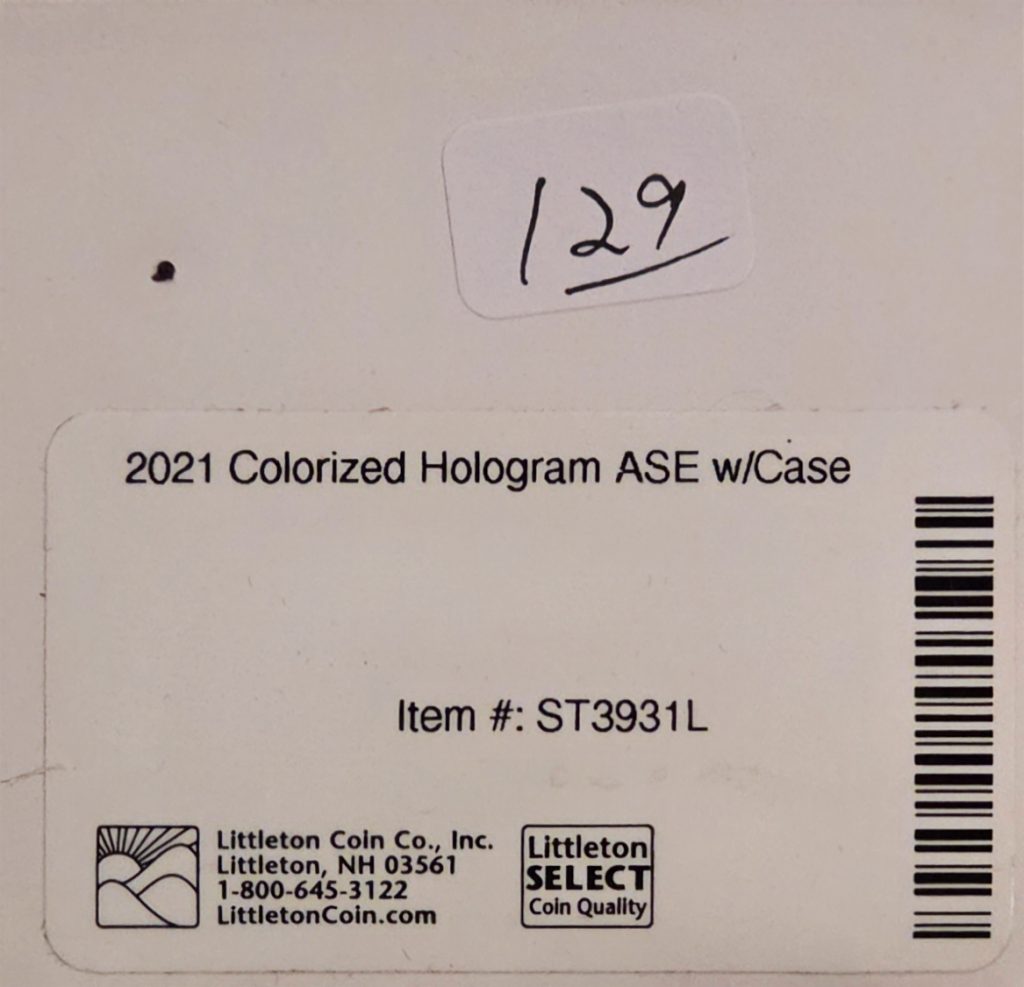 129
2021 Colorized Hologram ASE w/Case
Item #: ST3931L
Littleton Coin Co., Inc.
Littleton, NH 03561
1-800-645-3122
LittletonCoin.com
Littleton
SELECT
Coin Quality